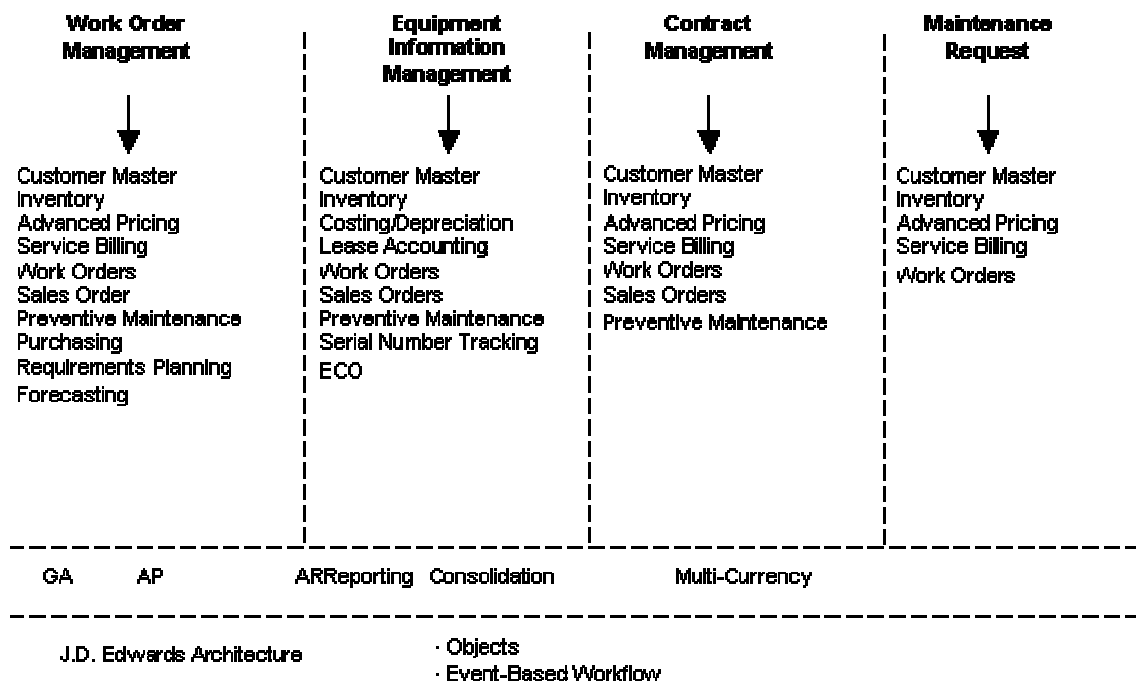 Work Order
Management
Equipment
Information
Management
Contract
Management
Maintenance
Request
Customer Master
Inventory
Advanced Pricing
Service Billing
Work Orders
Sales Order
Preventive Maintenance
Purchasing
Requirements Planning
Forecasting
Customer Master
Inventory
Costing/Depreciation
Lease Accounting
Work Orders
Sales Orders
Preventive Maintenance
Serial Number Tracking
ECO
Customer Master
Inventory
Advanced Pricing
Service Billing
Work Orders
Sales Orders
Preventive Maintenance
Customer Master
Inventory
Advanced Pricing
Service Billing
Work Orders
GA AP ARReporting Consolidation Multi-Currency
J.D. Edwards Architecture
· Objects
· Event-Based Workflow